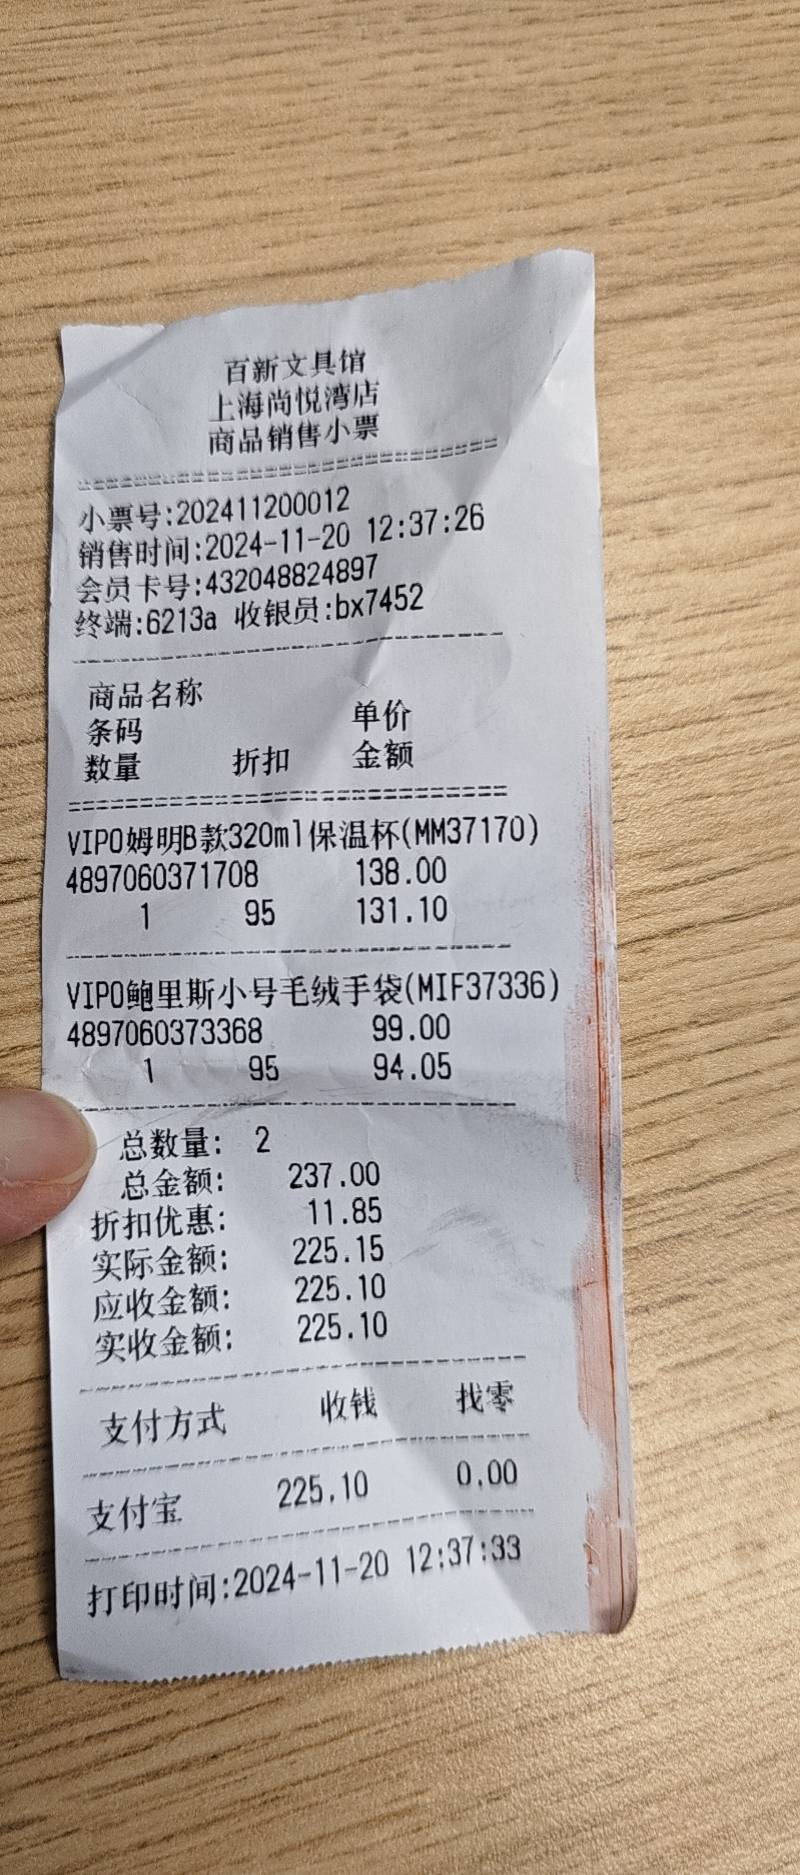 百新文具馆
上海尚悦湾店
商品销售小票
小票号:202411200012
销售时间:2024-11-20 12:37:26
会员卡号:432048824897
终端:6213a 收银员:bx7452
商品名称
条码 单价
数量 折扣 金额
VIPO姆明B款320ml保温杯(MM37170)
4897060371708 138.00
1 95 131.10
VIPO鲍里斯小号毛绒手袋(MIF37336)
4897060373368 99.00
1 95 94.05
总数量: 2
总金额: 237.00
折扣优惠: 11.85
实际金额: 225.15
应收金额: 225.10
实收金额: 225.10
支付方式 收钱 找零
支付宝 225.10 0.00
打印时间:2024-11-20 12:37:33